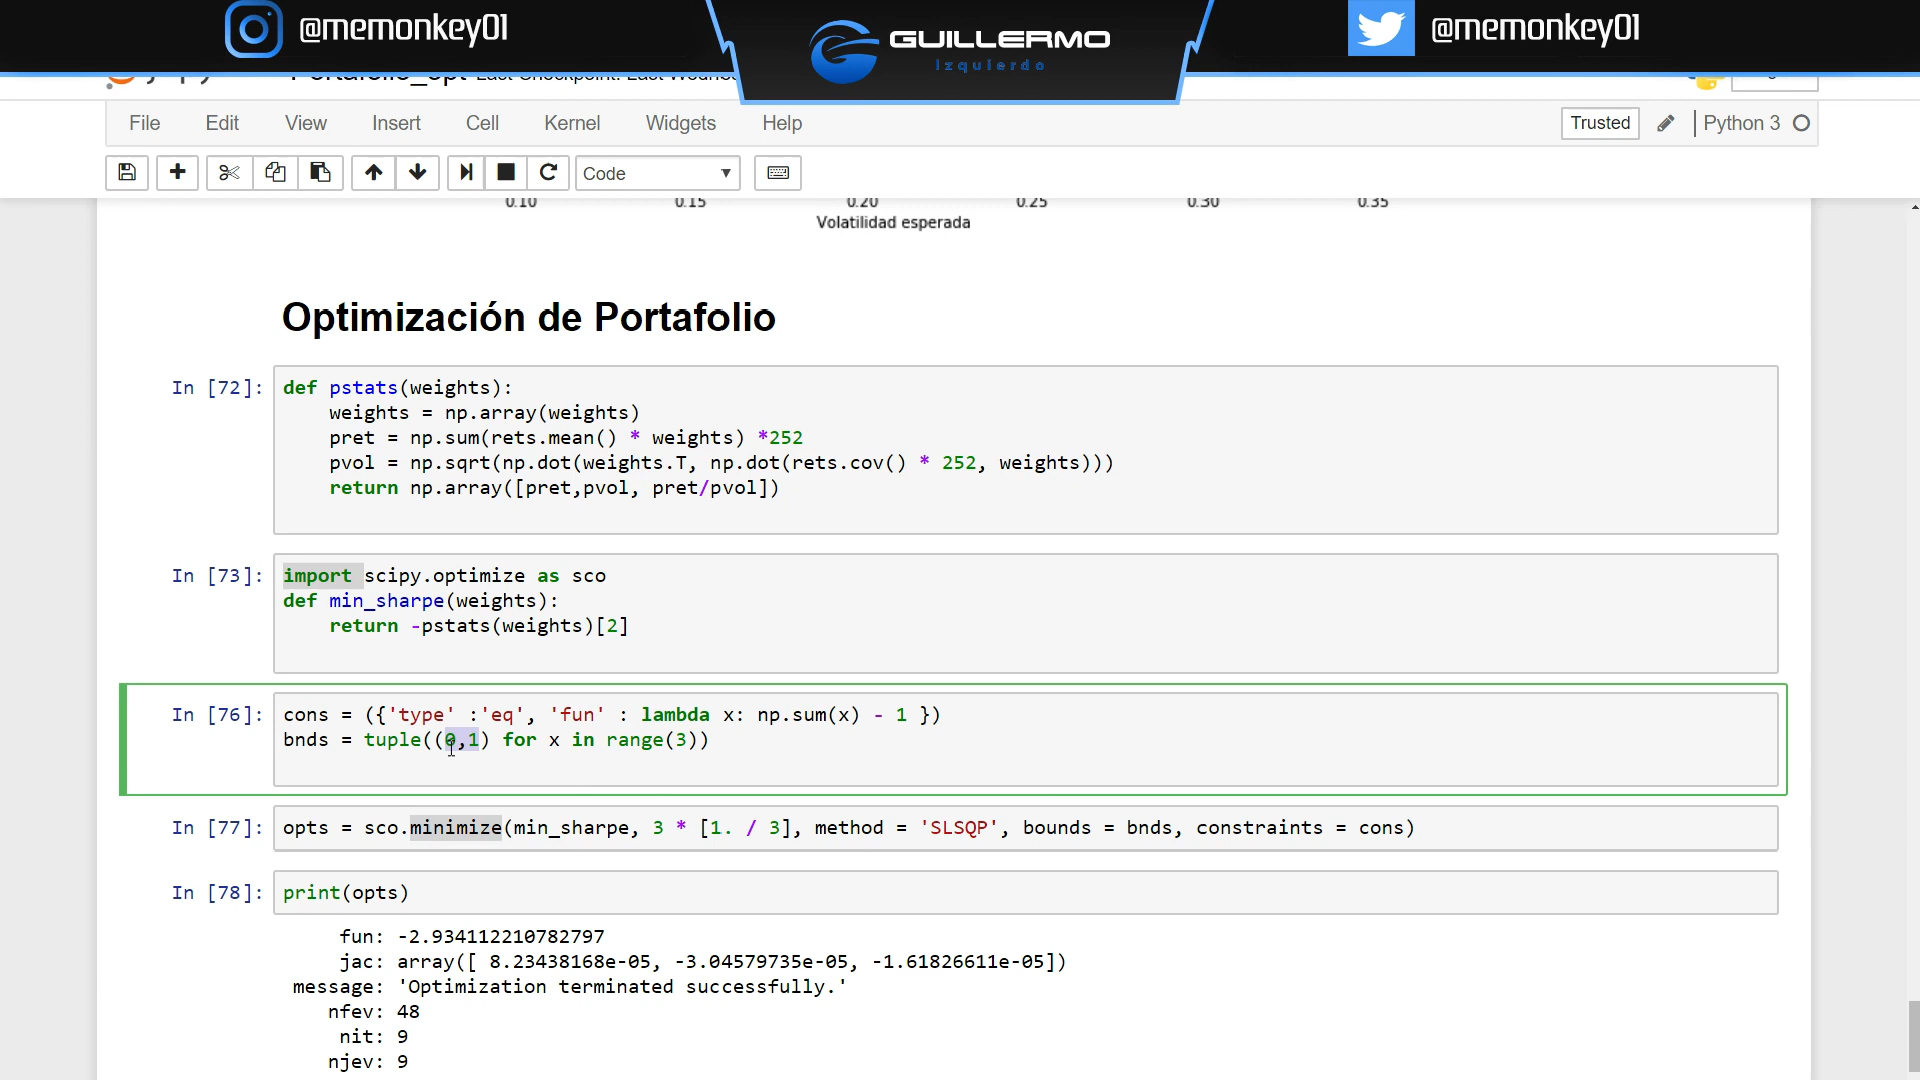 @memonkey01
GUILLERMO
Izquierdo
@memonkey01
File Edit View Insert Cell Kernel Widgets Help
Trusted
Python 3
Code
0.10 0.15 0.20 0.25 0.30 0.35
Volatilidad esperada
Optimización de Portafolio
In [72]:
def pstats(weights):
    weights = np.array(weights)
    pret = np.sum(rets.mean() * weights) *252
    pvol = np.sqrt(np.dot(weights.T, np.dot(rets.cov() * 252, weights)))
    return np.array([pret,pvol, pret/pvol])
In [73]:
import scipy.optimize as sco
def min_sharpe(weights):
    return -pstats(weights)[2]
In [76]:
cons = ({'type' :'eq', 'fun' : lambda x: np.sum(x) - 1 })
bnds = tuple((0,1) for x in range(3))
In [77]:
opts = sco.minimize(min_sharpe, 3 * [1. / 3], method = 'SLSQP', bounds = bnds, constraints = cons)
In [78]:
print(opts)
fun: -2.934112210782797
jac: array([ 8.23438168e-05, -3.04579735e-05, -1.61826611e-05])
message: 'Optimization terminated successfully.'
nfev: 48
nit: 9
njev: 9